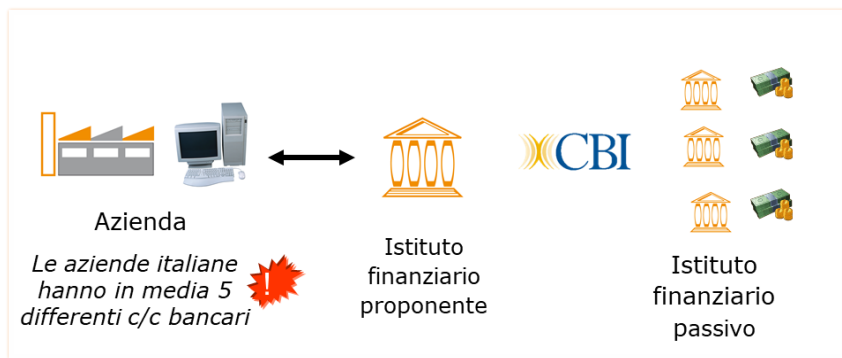 CBI
Azienda
Le aziende italiane
hanno in media 5
differenti c/c bancari
!
Istituto
finanziario
proponente
Istituto
finanziario
passivo